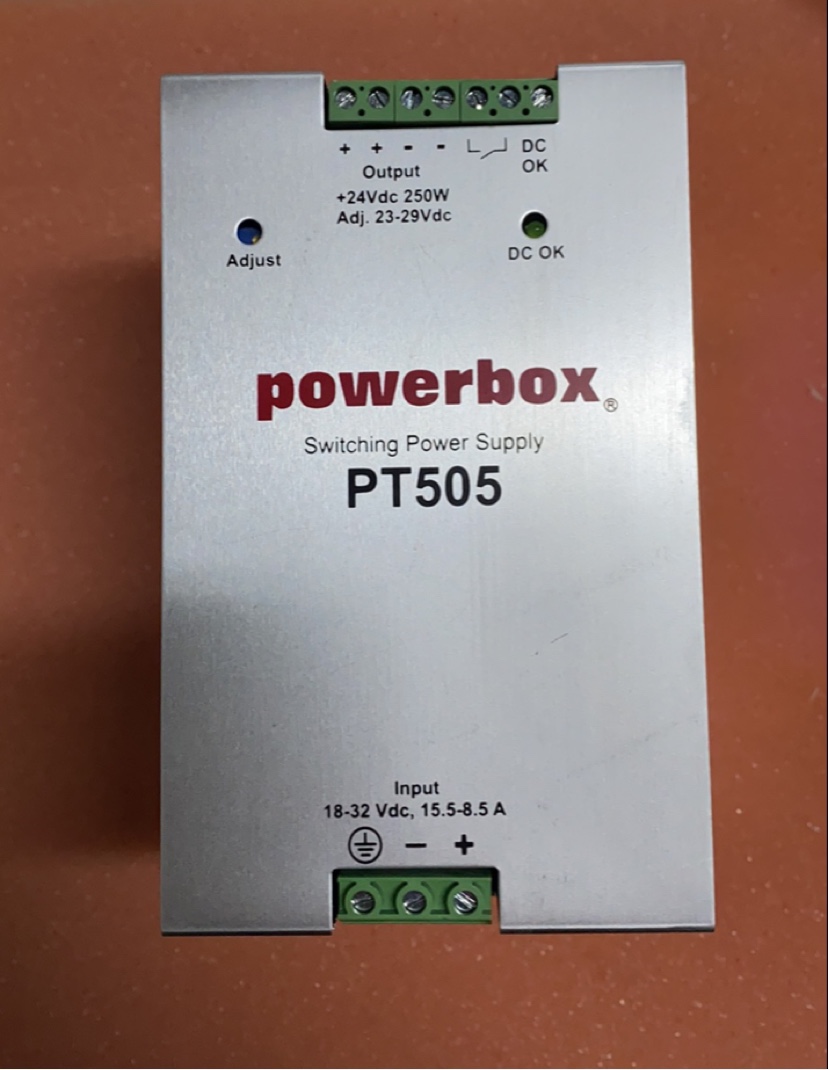 + + - - DC
OK
Output
+24Vdc 250W
Adj. 23-29Vdc
Adjust
DC OK
powerbox®
Switching Power Supply
PT505
Input
18-32 Vdc, 15.5-8.5 A
− +